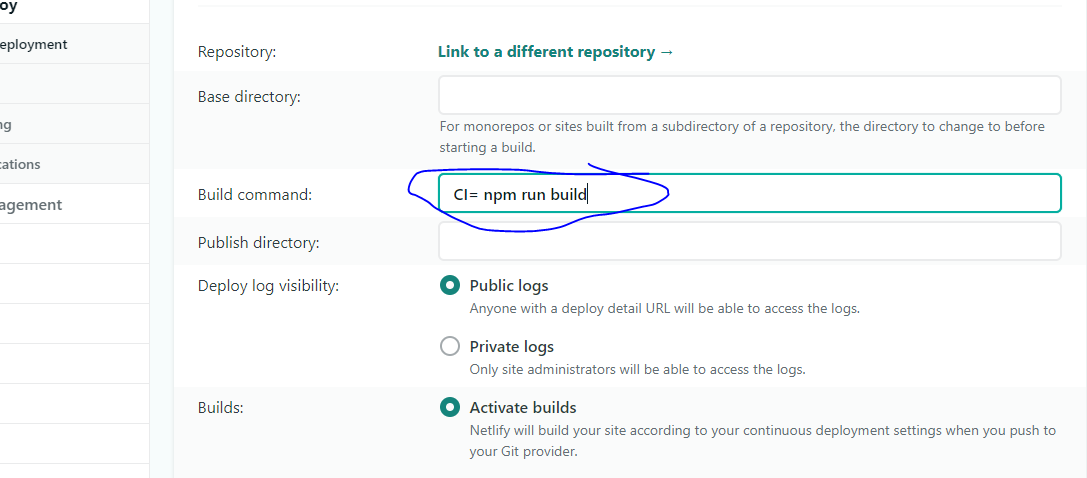 oy
eployment
ng
cations
agement
Repository:
Link to a different repository →
Base directory:
For monorepos or sites built from a subdirectory of a repository, the directory to change to before
starting a build.
Build command:
CI= npm run build
Publish directory:
Deploy log visibility:
Public logs
Anyone with a deploy detail URL will be able to access the logs.
Private logs
Only site administrators will be able to access the logs.
Builds:
Activate builds
Netlify will build your site according to your continuous deployment settings when you push to
your Git provider.